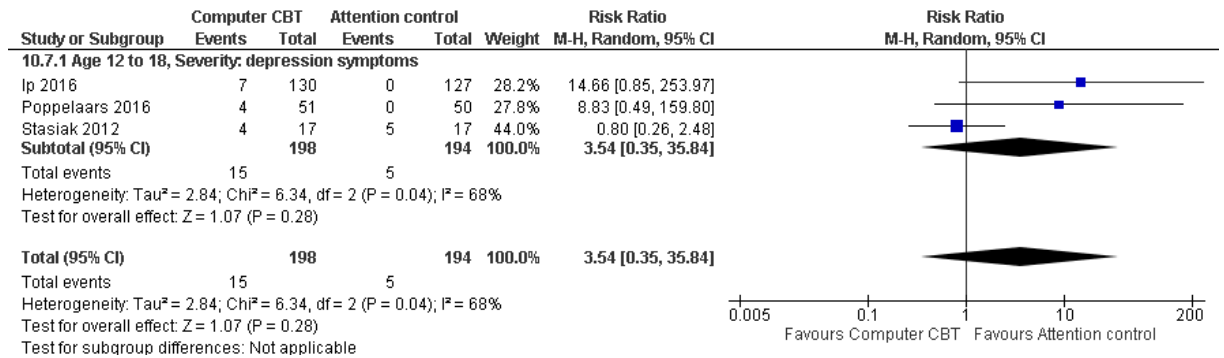 Computer CBT Attention control Risk Ratio Risk Ratio
Study or Subgroup Events Total Events Total Weight M-H, Random, 95% CI M-H, Random, 95% CI
10.7.1 Age 12 to 18, Severity: depression symptoms
Ip 2016 7 130 0 127 28.2% 14.66 [0.85, 253.97]
Poppelaars 2016 4 51 0 50 27.8% 8.83 [0.49, 159.80]
Stasiak 2012 4 17 5 17 44.0% 0.80 [0.26, 2.48]
Subtotal (95% CI) 198 194 100.0% 3.54 [0.35, 35.84]
Total events 15 5
Heterogeneity: Tau² = 2.84; Chi² = 6.34, df = 2 (P = 0.04); I² = 68%
Test for overall effect: Z = 1.07 (P = 0.28)
Total (95% CI) 198 194 100.0% 3.54 [0.35, 35.84]
Total events 15 5
Heterogeneity: Tau² = 2.84; Chi² = 6.34, df = 2 (P = 0.04); I² = 68%
Test for overall effect: Z = 1.07 (P = 0.28)
Test for subgroup differences: Not applicable
0.005 0.1 1 10 200
Favours Computer CBT Favours Attention control